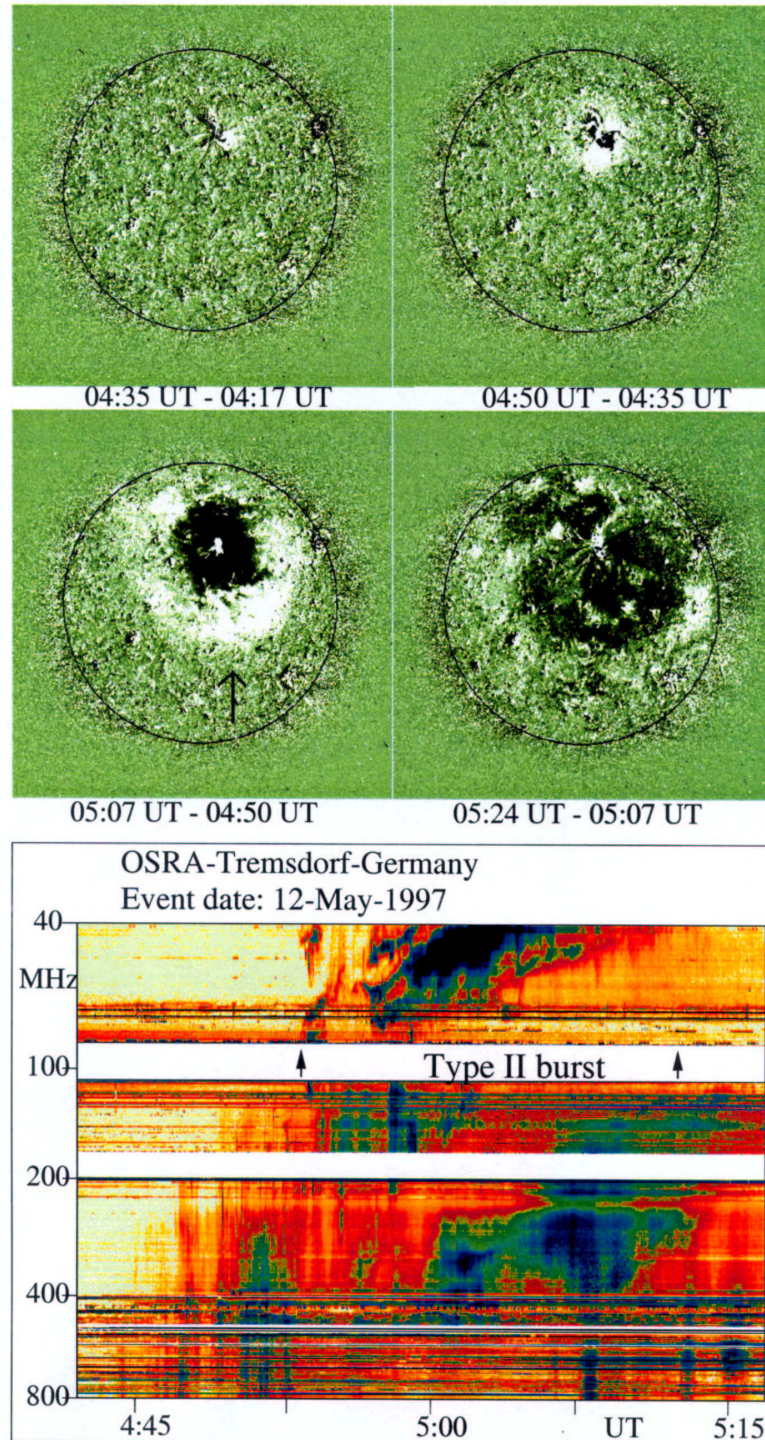 04:35 UT - 04:17 UT
04:50 UT - 04:35 UT
05:07 UT - 04:50 UT
05:24 UT - 05:07 UT
OSRA-Tremsdorf-Germany
Event date: 12-May-1997
40
MHz
100
Type II burst
200
400
800
4:45
5:00
UT
5:15